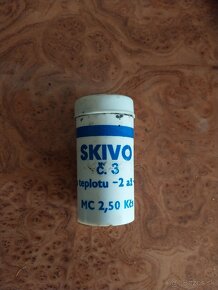 SKIVO
č. 3
teplotu -2 až
MC 2,50 Kčs